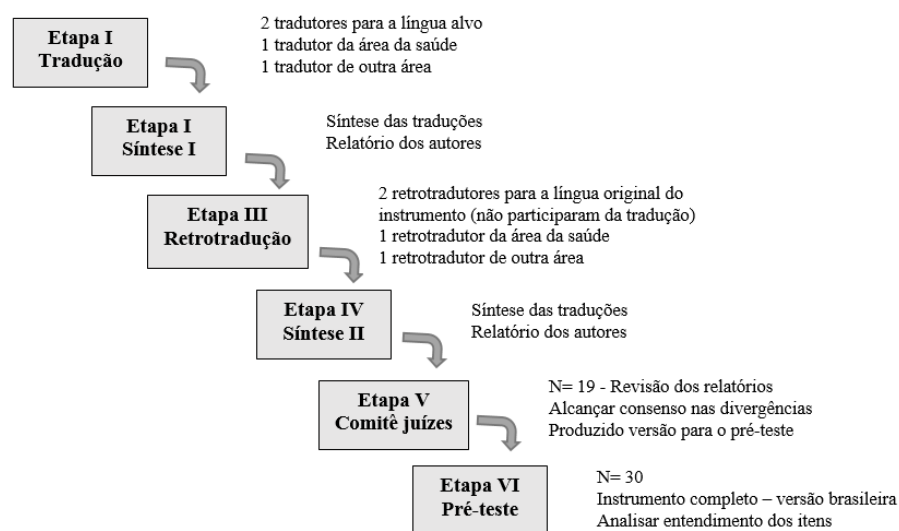 Etapa I
Tradução
2 tradutores para a língua alvo
1 tradutor da área da saúde
1 tradutor de outra área
Etapa I
Síntese I
Síntese das traduções
Relatório dos autores
Etapa III
Retrotradução
2 retrotradutores para a língua original do
instrumento (não participaram da tradução)
1 retrotradutor da área da saúde
1 retrotradutor de outra área
Etapa IV
Síntese II
Síntese das traduções
Relatório dos autores
Etapa V
Comitê juízes
N= 19 - Revisão dos relatórios
Alcançar consenso nas divergências
Produzido versão para o pré-teste
Etapa VI
Pré-teste
N= 30
Instrumento completo – versão brasileira
Analisar entendimento dos itens